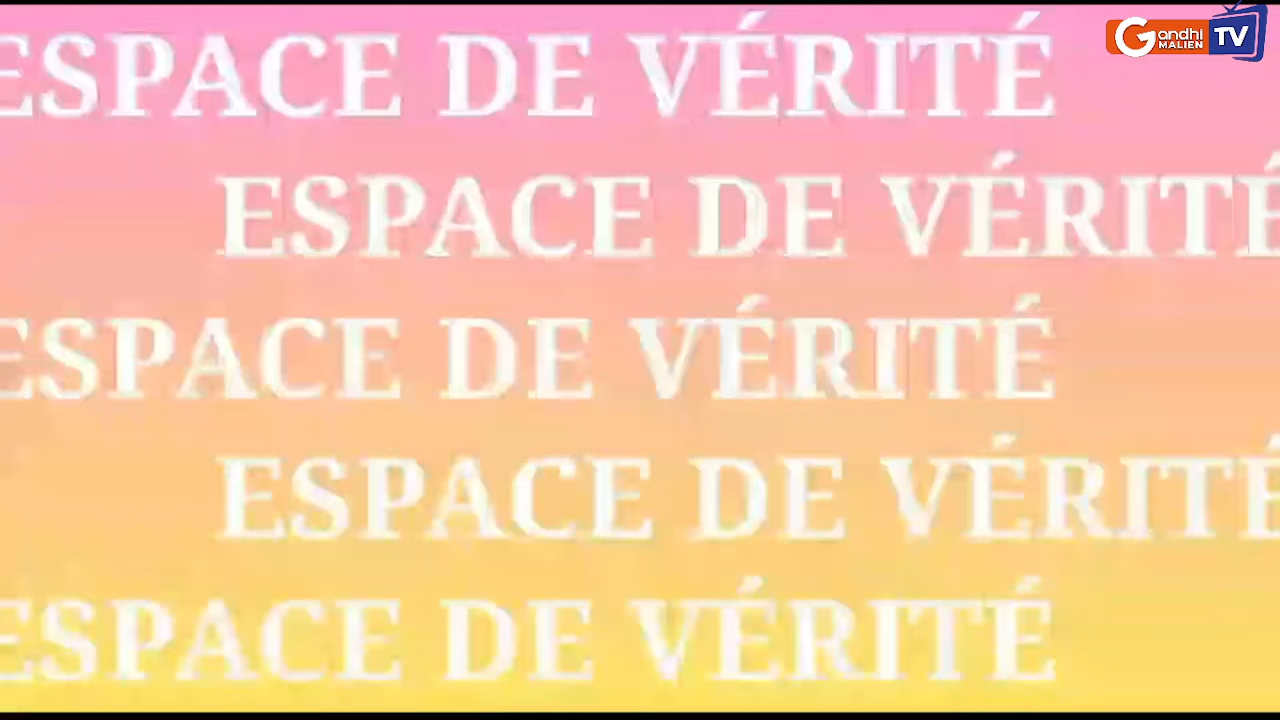 ESPACE DE VÉRITÉ
Gandhi
MALIEN
TV
ESPACE DE VÉRITÉ
ESPACE DE VÉRITÉ
ESPACE DE VÉRITÉ
ESPACE DE VÉRITÉ